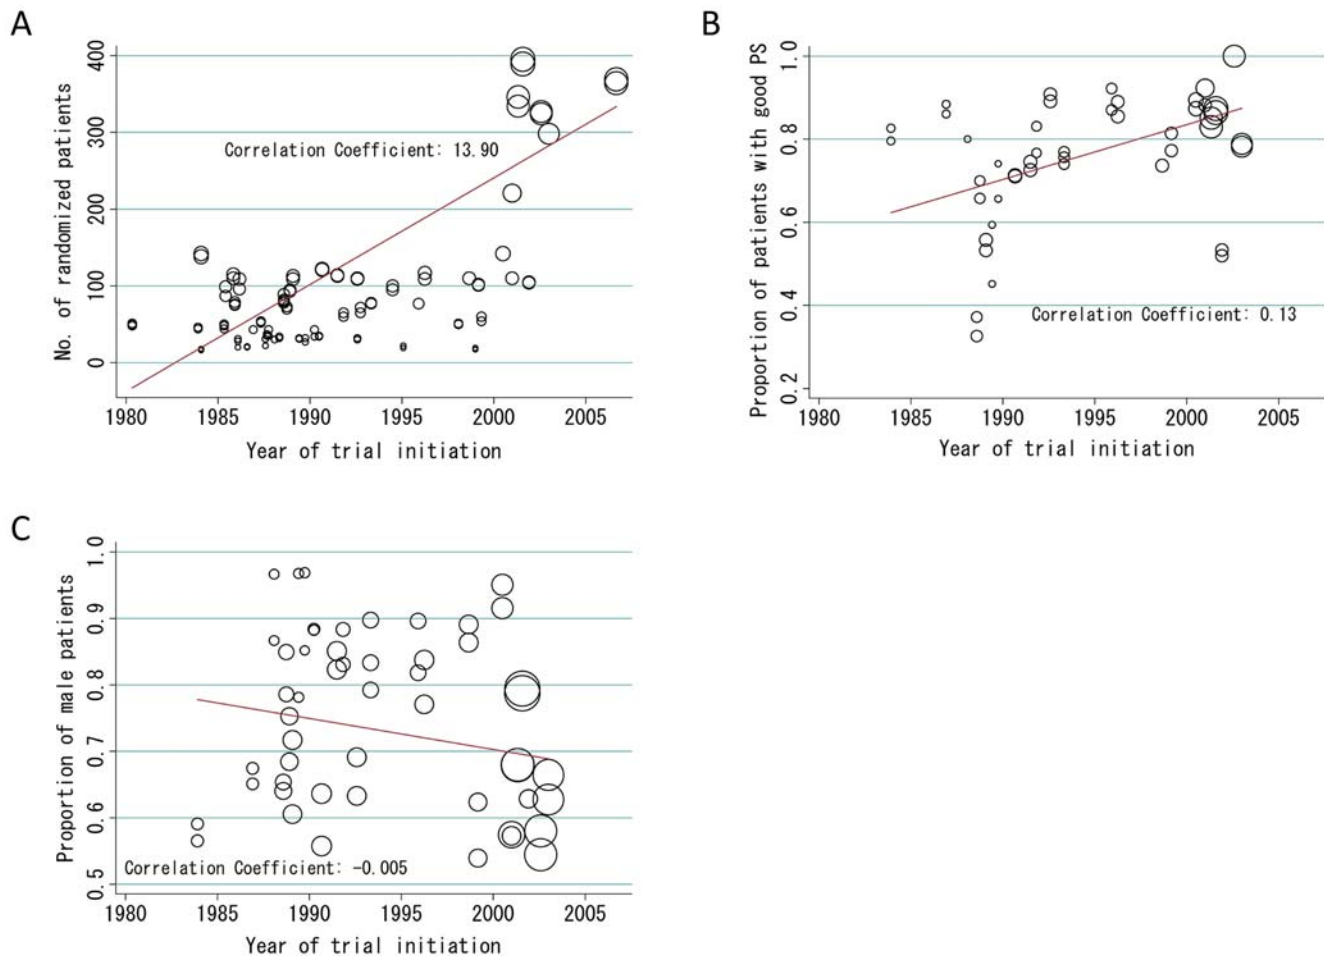 A
No. of randomized patients
400
300
200
100
0
Correlation Coefficient: 13.90
1980 1985 1990 1995 2000 2005
Year of trial initiation
B
Proportion of patients with good PS
1.0
0.8
0.6
0.4
0.2
Correlation Coefficient: 0.13
1980 1985 1990 1995 2000 2005
Year of trial initiation
C
Proportion of male patients
1.0
0.9
0.8
0.7
0.6
0.5
Correlation Coefficient: -0.005
1980 1985 1990 1995 2000 2005
Year of trial initiation